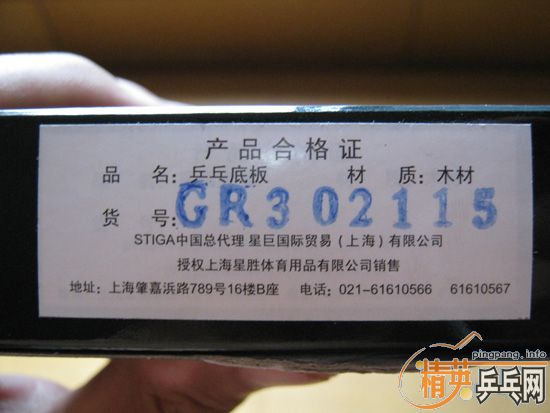 产品合格证
品 名：乒乓底板 材 质：木材
货 号：GR302115
STIGA中国总代理 星巨国际贸易（上海）有限公司
授权上海星胜体育用品有限公司销售
地址：上海肇嘉浜路789号16楼B座 电话：021-61610566 61610567
pingpang.info
精英乒乓网